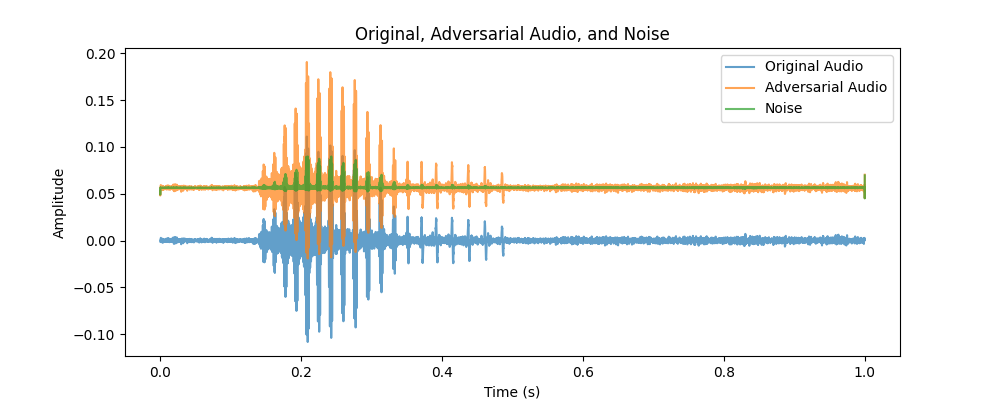 Original, Adversarial Audio, and Noise
Original Audio
Adversarial Audio
Noise
Amplitude
0.20
0.15
0.10
0.05
0.00
−0.05
−0.10
0.0 0.2 0.4 0.6 0.8 1.0
Time (s)